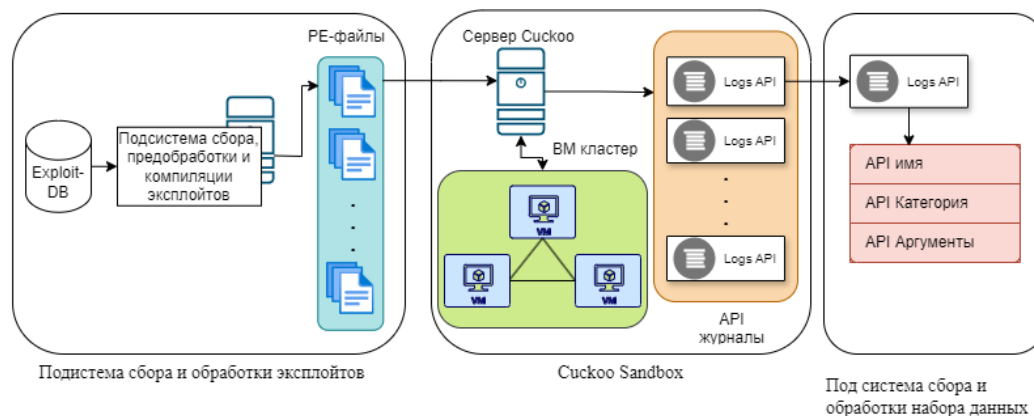 PE-файлы
Exploit-
DB
Подсистема сбора,
предобработки и
компиляции
эксплойтов
Подистема сбора и обработки эксплойтов
Сервер Cuckoo
ВМ кластер
VM
VM
VM
Logs API
Logs API
Logs API
API
журналы
Cuckoo Sandbox
Logs API
API имя
API Категория
API Аргументы
Под система сбора и
обработки набора данных